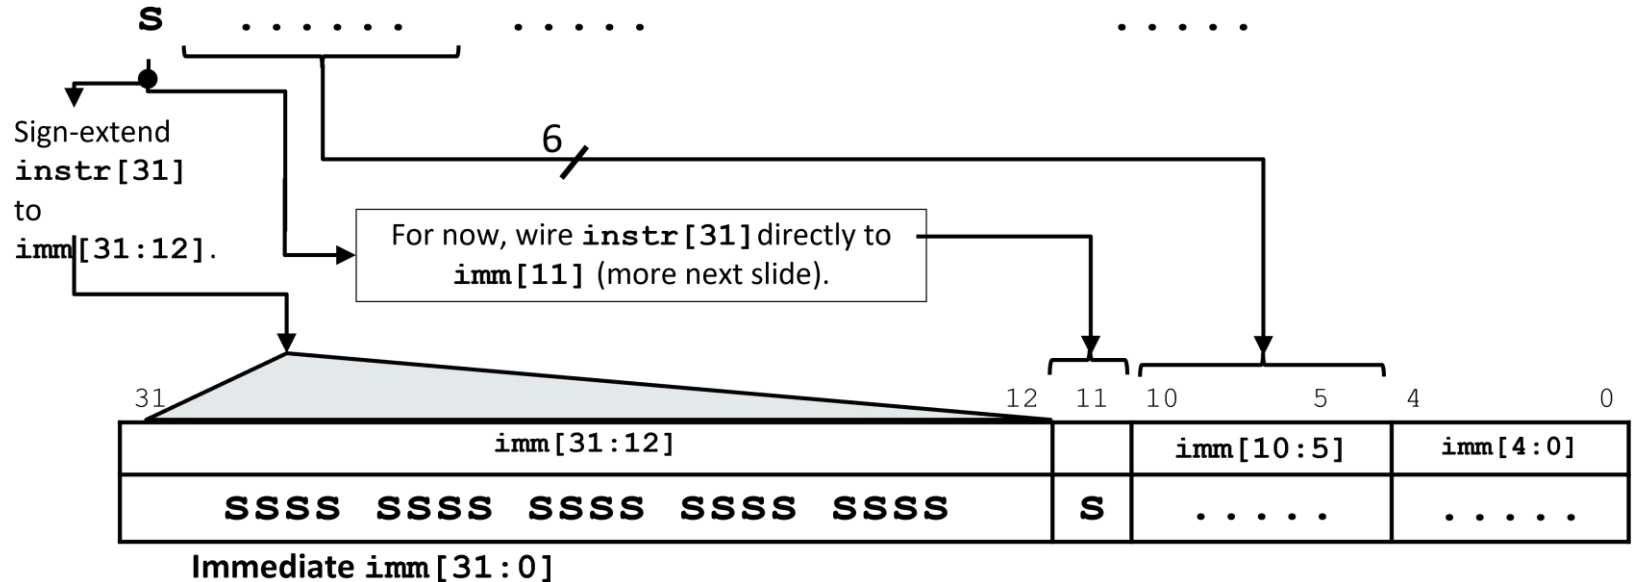 s ...... ..... .....
6
Sign-extend
instr[31]
to
imm[31:12].
For now, wire instr[31] directly to
imm[11] (more next slide).
31 12 11 10 5 4 0
imm[31:12] imm[10:5] imm[4:0]
ssss ssss ssss ssss ssss s ..... .....
Immediate imm[31:0]